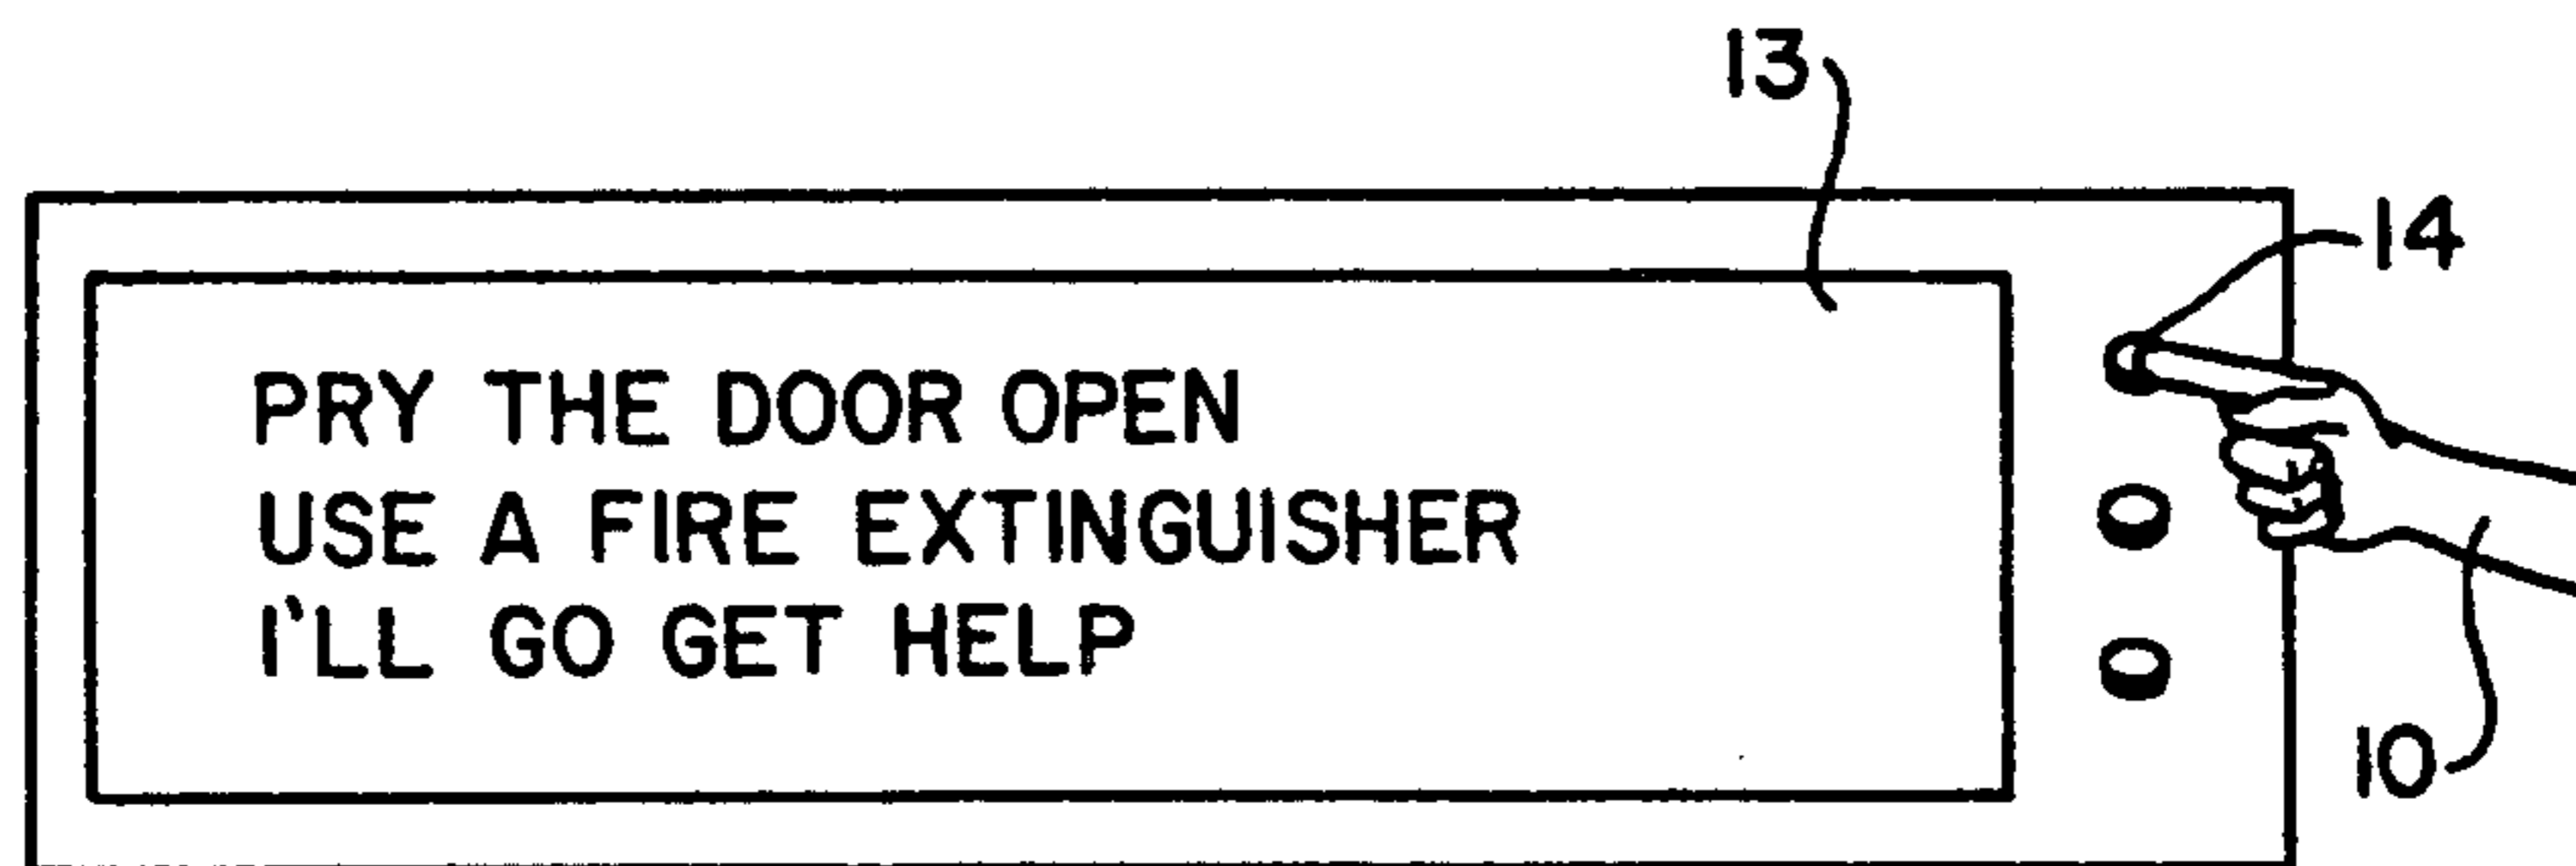 13
14
PRY THE DOOR OPEN
USE A FIRE EXTINGUISHER
I'LL GO GET HELP
10